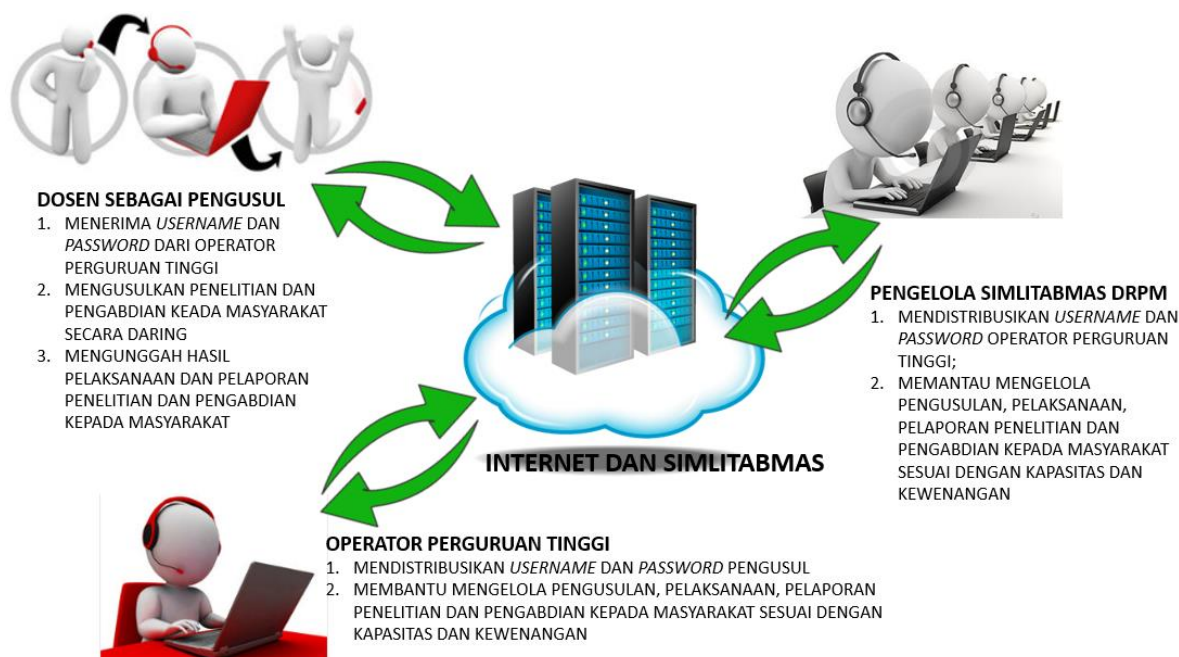 DOSEN SEBAGAI PENGUSUL
1. MENERIMA USERNAME DAN
PASSWORD DARI OPERATOR
PERGURUAN TINGGI
2. MENGUSULKAN PENELITIAN DAN
PENGABDIAN KEADA MASYARAKAT
SECARA DARING
3. MENGUNGGAH HASIL
PELAKSANAAN DAN PELAPORAN
PENELITIAN DAN PENGABDIAN
KEPADA MASYARAKAT
INTERNET DAN SIMLITABMAS
PENGELOLA SIMLITABMAS DRPM
1. MENDISTRIBUSIKAN USERNAME DAN
PASSWORD OPERATOR PERGURUAN
TINGGI;
2. MEMANTAU MENGELOLA
PENGUSULAN, PELAKSANAAN,
PELAPORAN PENELITIAN DAN
PENGABDIAN KEPADA MASYARAKAT
SESUAI DENGAN KAPASITAS DAN
KEWENANGAN
OPERATOR PERGURUAN TINGGI
1. MENDISTRIBUSIKAN USERNAME DAN PASSWORD PENGUSUL
2. MEMBANTU MENGELOLA PENGUSULAN, PELAKSANAAN, PELAPORAN
PENELITIAN DAN PENGABDIAN KEPADA MASYARAKAT SESUAI DENGAN
KAPASITAS DAN KEWENANGAN